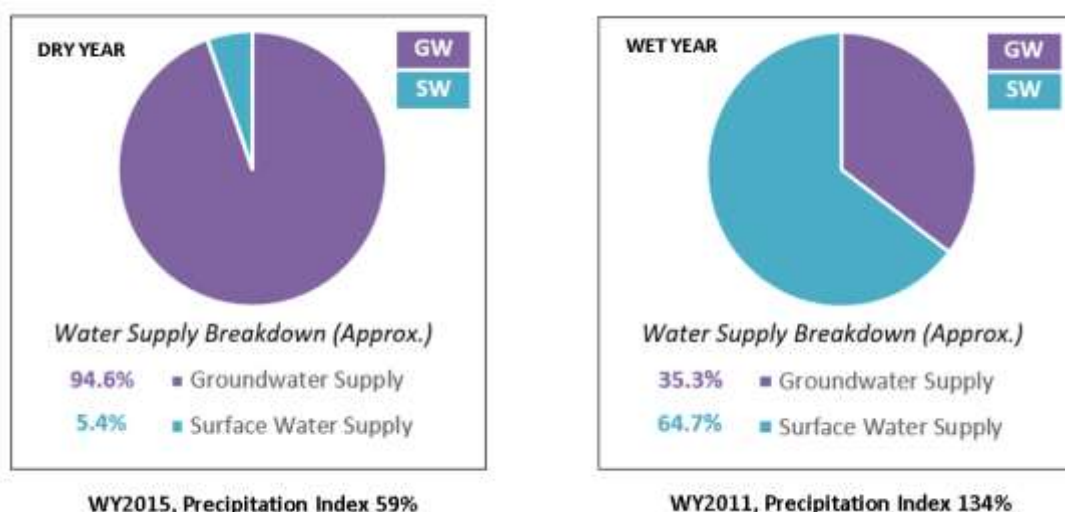 DRY YEAR
GW
SW
Water Supply Breakdown (Approx.)
94.6% ▪ Groundwater Supply
5.4% ▪ Surface Water Supply
WY2015, Precipitation Index 59%
WET YEAR
GW
SW
Water Supply Breakdown (Approx.)
35.3% ▪ Groundwater Supply
64.7% ▪ Surface Water Supply
WY2011, Precipitation Index 134%